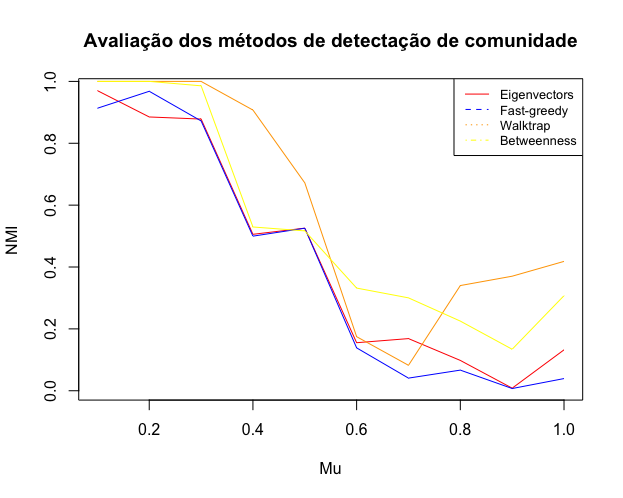 Avaliação dos métodos de detectação de comunidade
Eigenvectors
Fast-greedy
Walktrap
Betweenness
NMI
1.0
0.8
0.6
0.4
0.2
0.0
0.2 0.4 0.6 0.8 1.0
Mu